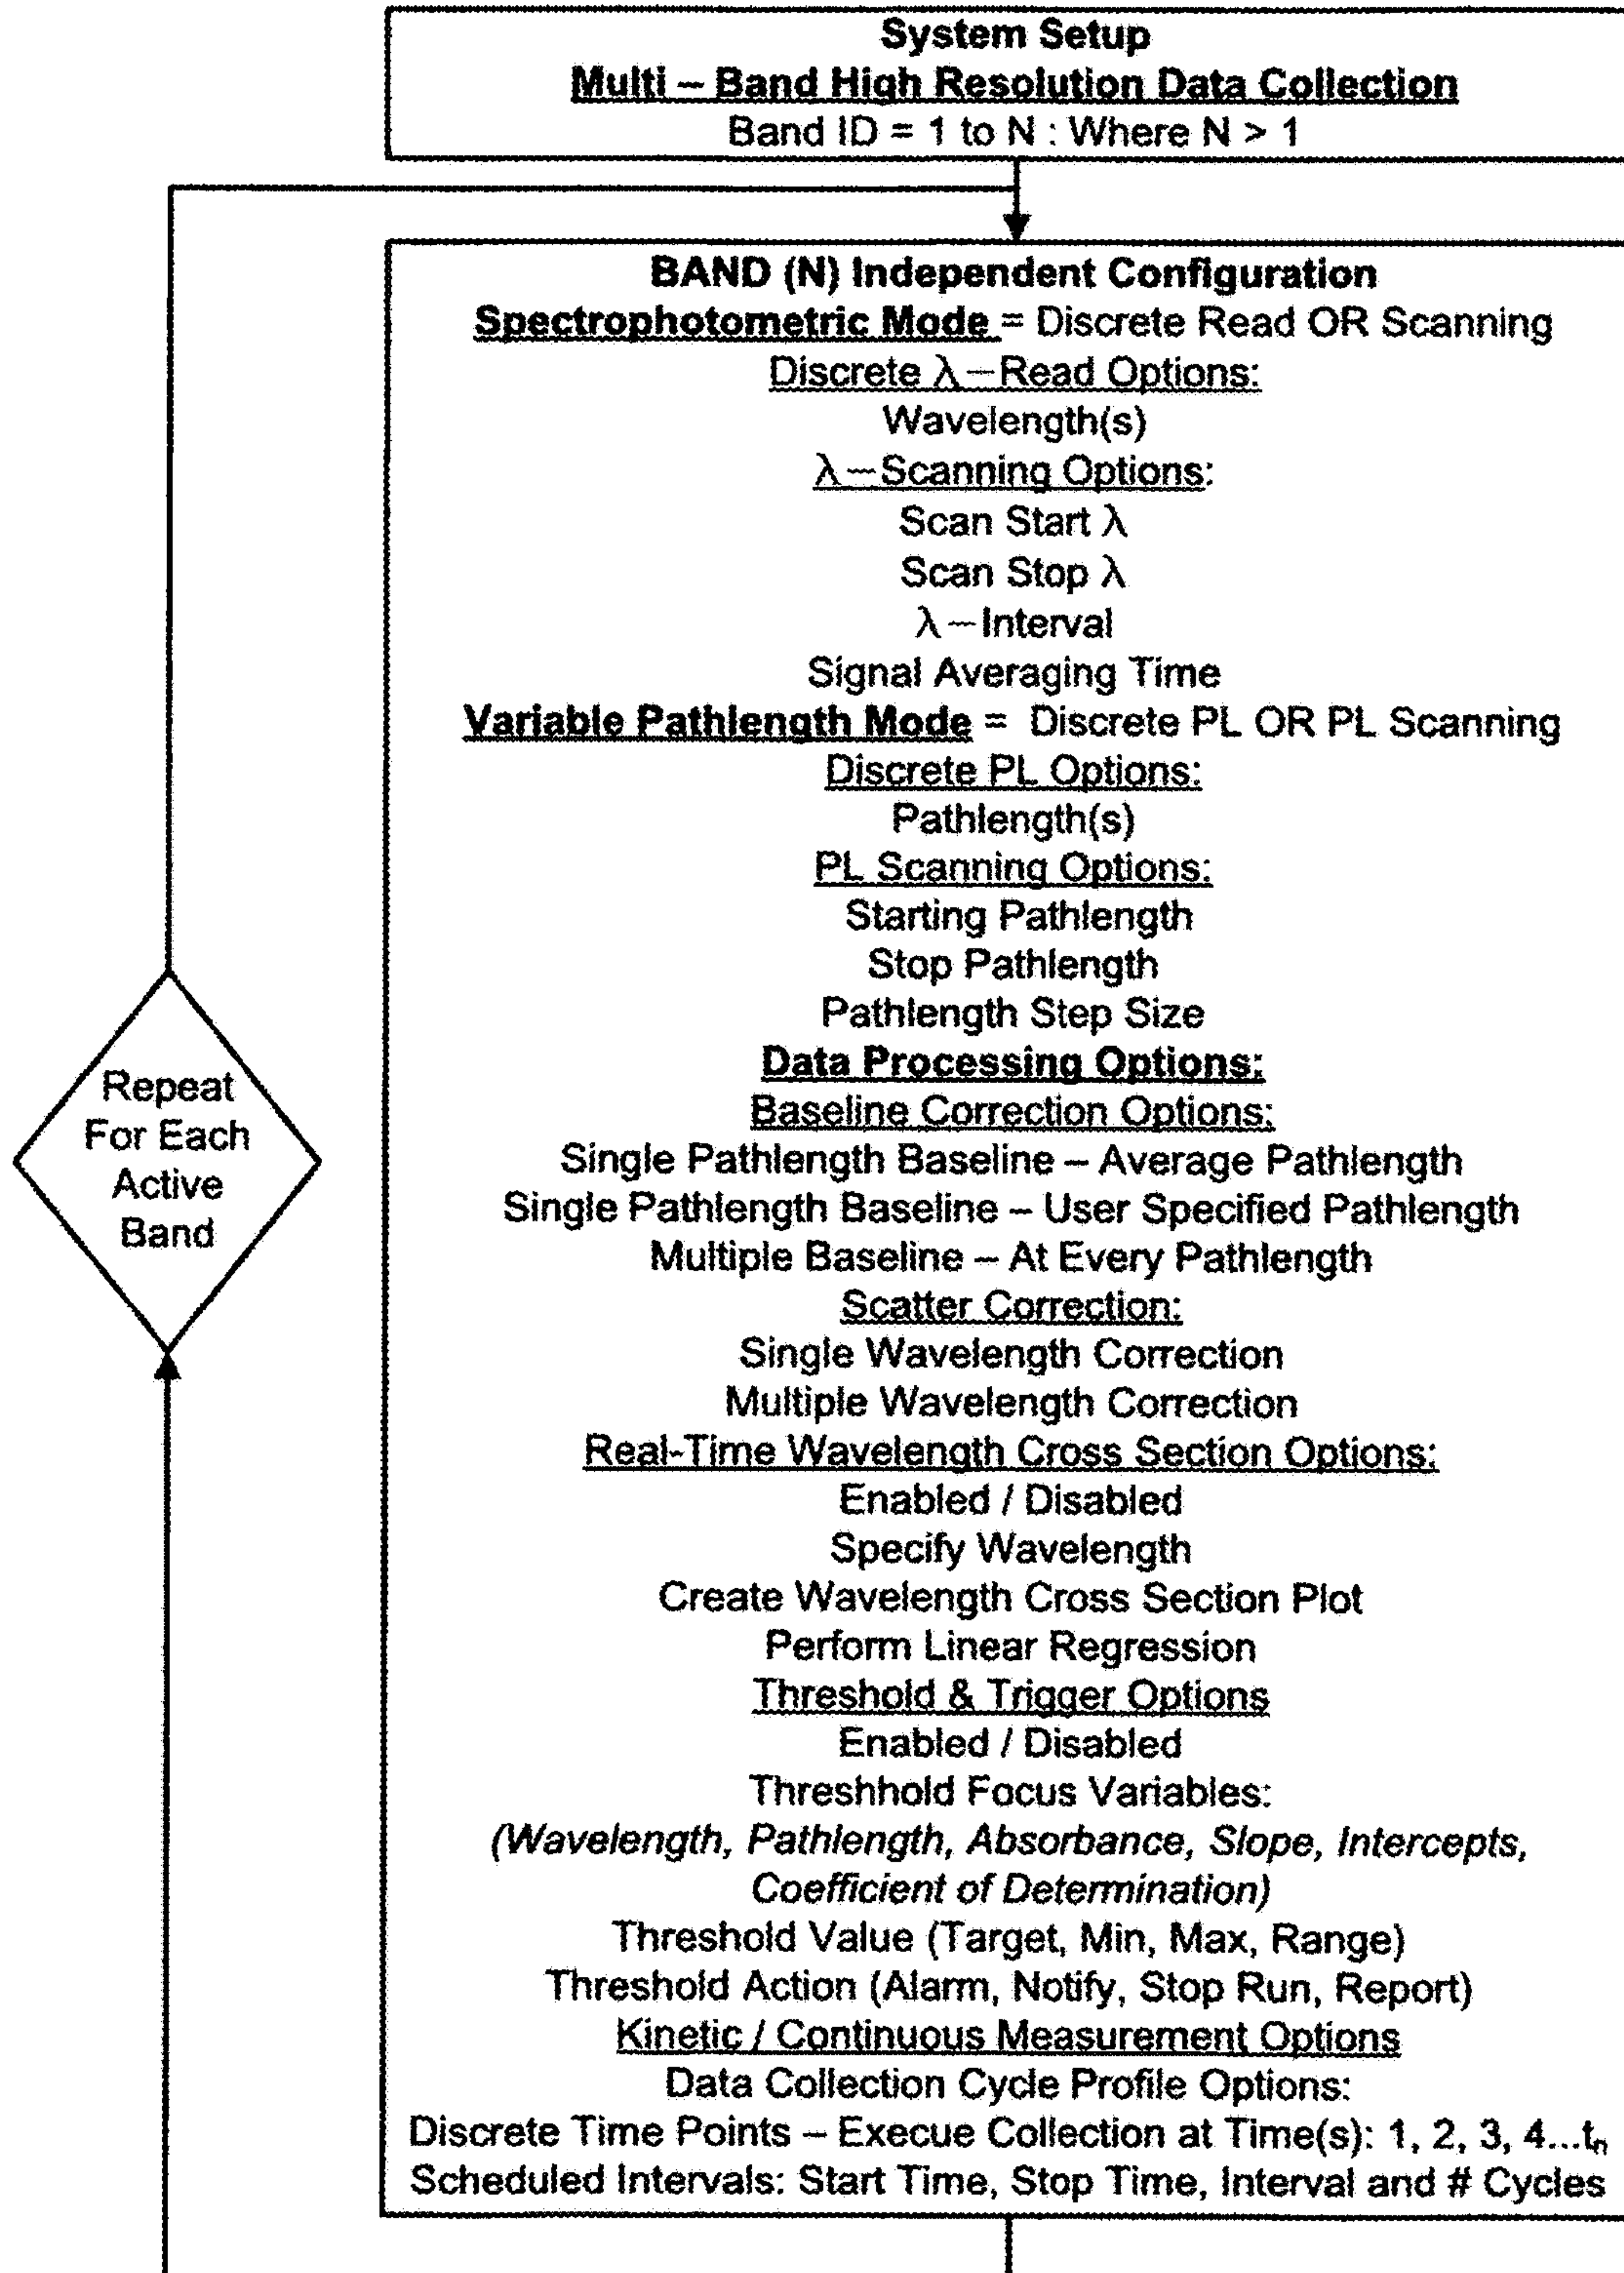 System Setup
Multi – Band High Resolution Data Collection
Band ID = 1 to N : Where N > 1
BAND (N) Independent Configuration
Spectrophotometric Mode = Discrete Read OR Scanning
Discrete λ – Read Options:
Wavelength(s)
λ – Scanning Options:
Scan Start λ
Scan Stop λ
λ – Interval
Signal Averaging Time
Variable Pathlength Mode = Discrete PL OR PL Scanning
Discrete PL Options:
Pathlength(s)
PL Scanning Options:
Starting Pathlength
Stop Pathlength
Pathlength Step Size
Data Processing Options:
Baseline Correction Options:
Single Pathlength Baseline – Average Pathlength
Single Pathlength Baseline – User Specified Pathlength
Multiple Baseline – At Every Pathlength
Scatter Correction:
Single Wavelength Correction
Multiple Wavelength Correction
Real-Time Wavelength Cross Section Options:
Enabled / Disabled
Specify Wavelength
Create Wavelength Cross Section Plot
Perform Linear Regression
Threshold & Trigger Options
Enabled / Disabled
Threshhold Focus Variables:
(Wavelength, Pathlength, Absorbance, Slope, Intercepts,
Coefficient of Determination)
Threshold Value (Target, Min, Max, Range)
Threshold Action (Alarm, Notify, Stop Run, Report)
Kinetic / Continuous Measurement Options
Data Collection Cycle Profile Options:
Discrete Time Points – Execue Collection at Time(s): 1, 2, 3, 4...tₙ
Scheduled Intervals: Start Time, Stop Time, Interval and # Cycles
Repeat
For Each
Active
Band